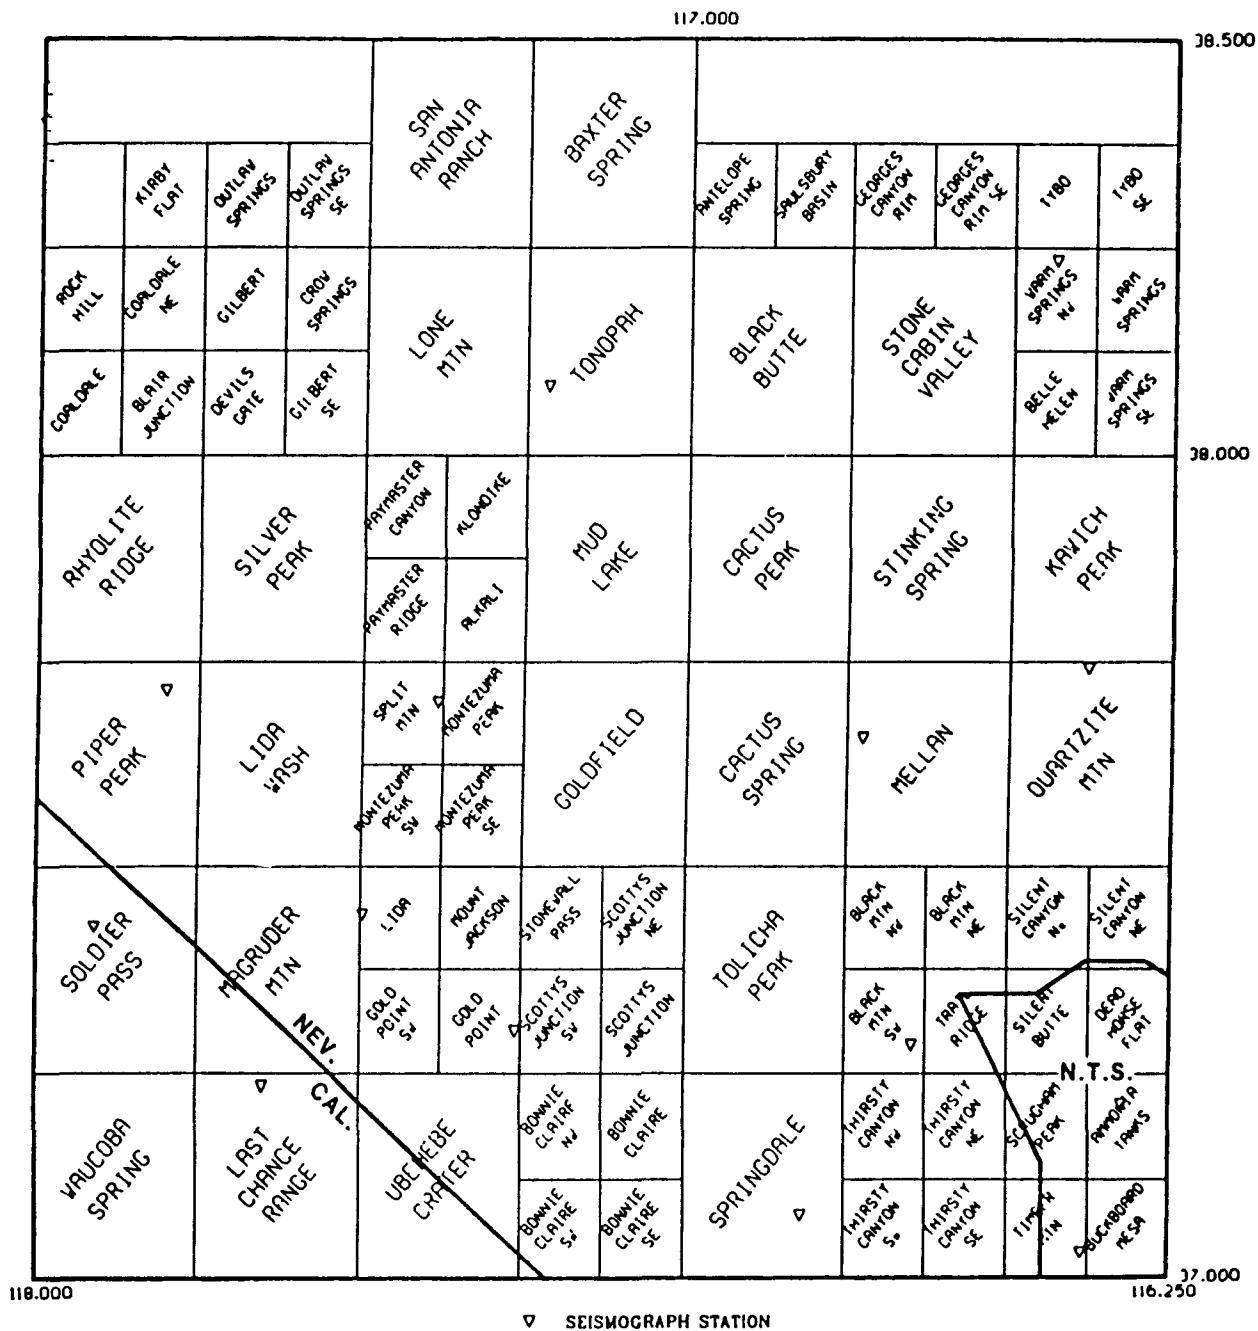 117.000
38.500
SAN
ANTONIA
RANCH
BAXTER
SPRING
KIRBY
FLAT
OUTLAW
SPRINGS
OUTLAW
SPRINGS
SE
ANTELOPE
SPRING
SAULSBURY
BASIN
GEORGES
CANYON
RIM
GEORGES
CANYON
RIM SE
TYBO
TYBO
SE
ROCK
HILL
COALDALE
NE
GILBERT
CROW
SPRINGS
LONE
MTN
TONOPAH
BLACK
BUTTE
STONE
CABIN
VALLEY
WARM
SPRINGS
NW
WARM
SPRINGS
COALDALE
BLAIR
JUNCTION
DEVILS
GATE
GILBERT
SE
BELLE
HELEN
WARM
SPRINGS
SE
38.000
RHYOLITE
RIDGE
SILVER
PEAK
PAYMASTER
CANYON
KLONDIKE
MUD
LAKE
CACTUS
PEAK
STINKING
SPRING
KAWICH
PEAK
PAYMASTER
RIDGE
ALKALI
PIPER
PEAK
LIDA
WASH
SPLIT
MTN
MONTEZUMA
PEAK
GOLDFIELD
CACTUS
SPRING
MELLAN
QUARTZITE
MTN
MONTEZUMA
PEAK
SW
MONTEZUMA
PEAK
SE
SOLDIER
PASS
MAGRUDER
MTN
LIDA
MOUNT
JACKSON
STONEWALL
PASS
SCOTTYS
JUNCTION
NE
TOLICHA
PEAK
BLACK
MTN
NW
BLACK
MTN
NE
SILENT
CANYON
SILENT
CANYON
NE
GOLD
POINT
SW
GOLD
POINT
SCOTTYS
JUNCTION
SW
SCOTTYS
JUNCTION
BLACK
MTN
SW
RIDGE
SILENT
BUTTE
DEAD
HORSE
FLAT
NEV.
CAL.
N.T.S.
WAUCOBA
SPRING
LAST
CHANCE
RANGE
UBEHEBE
CRATER
BONNIE
CLAIRE
NW
BONNIE
CLAIRE
SPRINGDALE
THIRSTY
CANYON
NW
THIRSTY
CANYON
NE
SCRUGHAM
PEAK
AMMONIA
TANKS
BONNIE
CLAIRE
SW
BONNIE
CLAIRE
SE
THIRSTY
CANYON
THIRSTY
CANYON
SE
BUCKBOARD
MESA
37.000
118.000
116.250
SEISMOGRAPH STATION